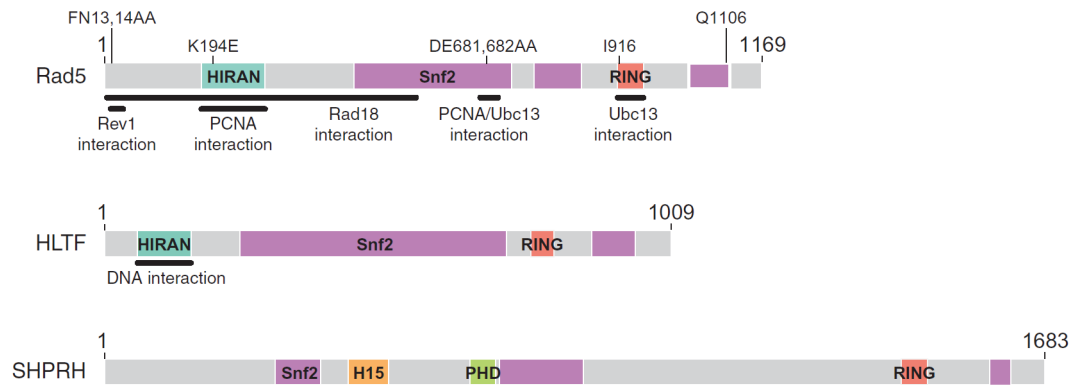 FN13,14AA
Q1106
1
K194E
DE681,682AA
I916
1169
Rad5
HIRAN
Snf2
RING
Rev1
interaction
PCNA
interaction
Rad18
interaction
PCNA/Ubc13
interaction
Ubc13
interaction
1
1009
HLTF
HIRAN
Snf2
RING
DNA interaction
1
1683
SHPRH
Snf2
H15
PHD
RING